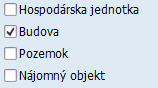 Hospodárska jednotka
Budova
Pozemok
Nájomný objekt